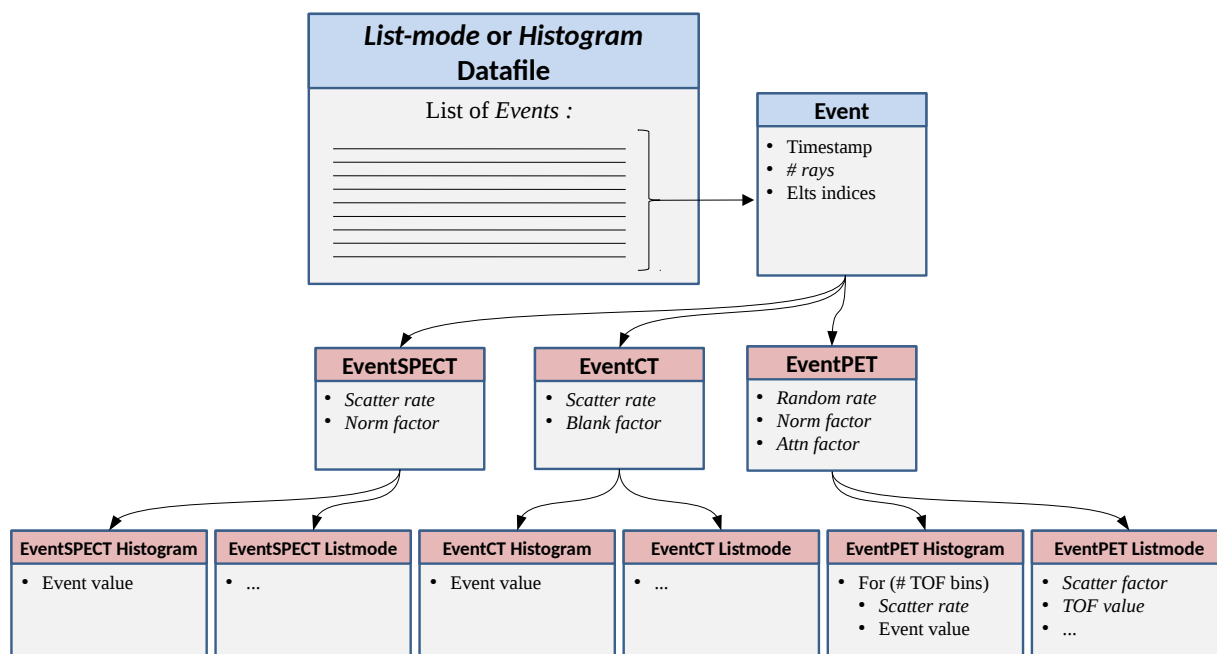 List-mode or Histogram
Datafile
List of Events :
Event
• Timestamp
• # rays
• Elts indices
EventSPECT
• Scatter rate
• Norm factor
EventCT
• Scatter rate
• Blank factor
EventPET
• Random rate
• Norm factor
• Attn factor
EventSPECT Histogram
• Event value
EventSPECT Listmode
• ...
EventCT Histogram
• Event value
EventCT Listmode
• ...
EventPET Histogram
• For (# TOF bins)
• Scatter rate
• Event value
EventPET Listmode
• Scatter factor
• TOF value
• ...